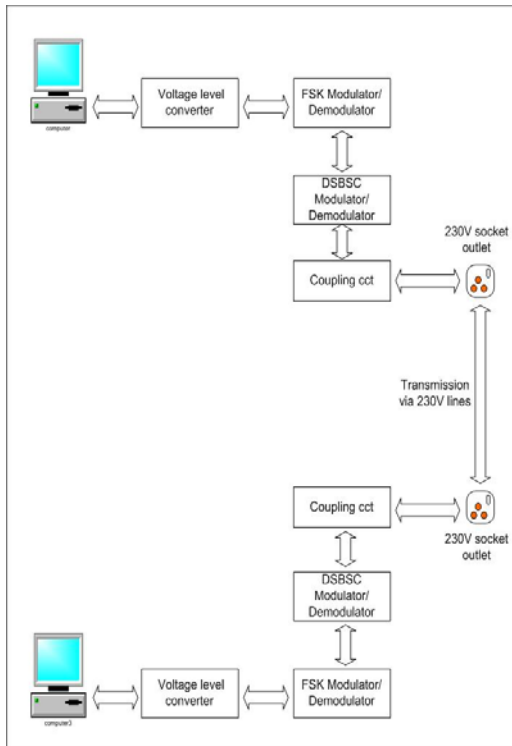 Voltage level
converter
FSK Modulator/
Demodulator
computer
DSBSC
Modulator/
Demodulator
230V socket
outlet
Coupling cct
Transmission
via 230V lines
Coupling cct
230V socket
outlet
DSBSC
Modulator/
Demodulator
Voltage level
converter
FSK Modulator/
Demodulator
computer3